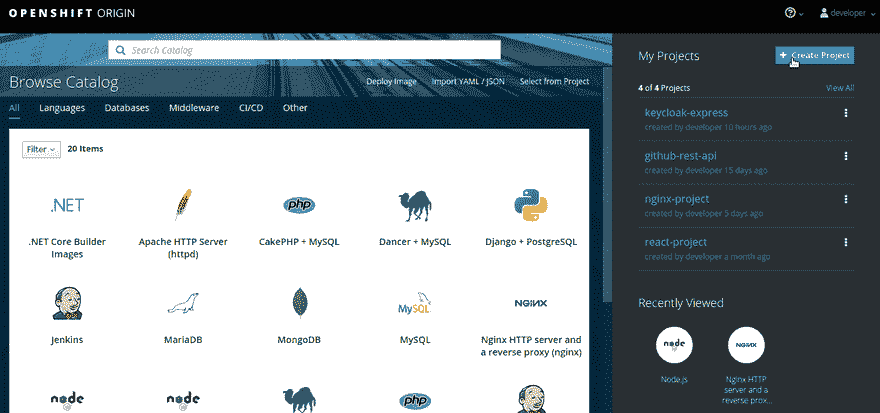 OPENSHIFT ORIGIN
developer
Search Catalog
Browse Catalog
Deploy Image
Import YAML / JSON
Select from Project
All
Languages
Databases
Middleware
CI/CD
Other
Filter
20 Items
.NET
php
MySQL
NGINX
.NET Core Builder
Images
Apache HTTP Server
(httpd)
CakePHP + MySQL
Dancer + MySQL
Django + PostgreSQL
Jenkins
MariaDB
MongoDB
MySQL
Nginx HTTP server and
a reverse proxy (nginx)
node
node
php
My Projects
+ Create Project
4 of 4 Projects
View All
keycloak-express
created by developer 10 hours ago
github-rest-api
created by developer 15 days ago
nginx-project
created by developer 5 days ago
react-project
created by developer a month ago
Recently Viewed
node
NGINX
Node.js
Nginx HTTP
server and a
reverse prox...